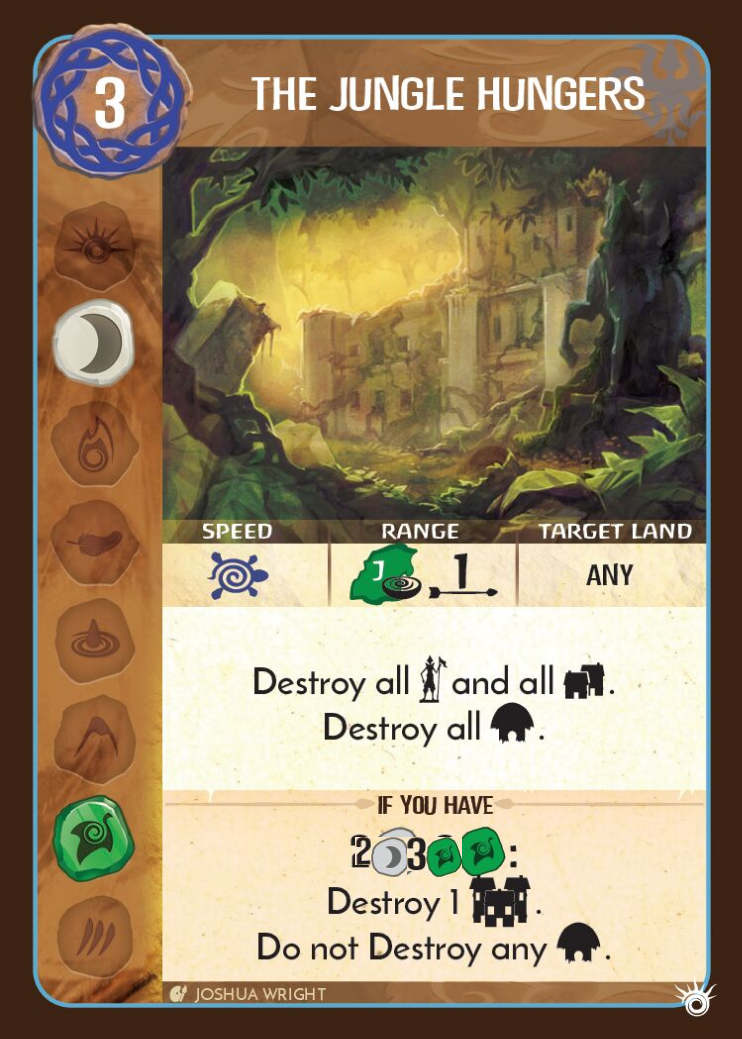 3
THE JUNGLE HUNGERS
SPEED RANGE TARGET LAND
J 1 ANY
Destroy all and all .
Destroy all .
IF YOU HAVE
2 3 :
Destroy 1 .
Do not Destroy any .
JOSHUA WRIGHT